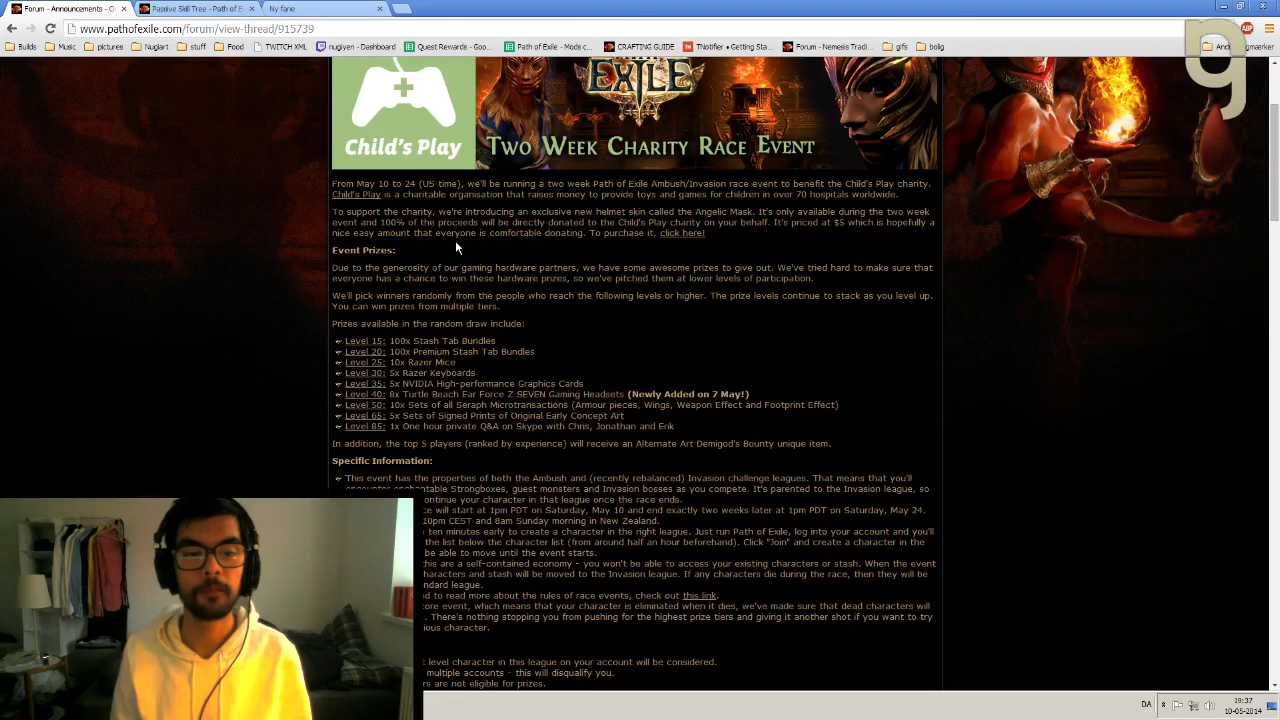 Forum - Announcements - C
Passive Skill Tree - Path of E
Ny fane
www.pathofexile.com/forum/view-thread/915739
Builds
Music
pictures
Nuglart
Food
TWITCH XML
nugiyen - Dashboard
Quest Rewards - Goo...
Path of Exile - Mods c...
CRAFTING GUIDE
TNotifier • Getting Sta...
Forum - Nemesis Tradi...
gifs
bolig
EXILE
Child's Play
Two Week Charity Race Event
From May 10 to 24 (US time), we'll be running a two week Path of Exile Ambush/Invasion race event to benefit the Child's Play charity.
Child's Play is a charitable organisation that raises money to provide toys and games for children in over 70 hospitals worldwide.
To support the charity, we're introducing an exclusive new helmet skin called the Angelic Mask. It's only available during the two week
event and 100% of the proceeds will be directly donated to the Child's Play charity on your behalf. It's priced at $5 which is hopefully a
nice easy amount that everyone is comfortable donating. To purchase it, click here!
Event Prizes:
Due to the generosity of our gaming hardware partners, we have some awesome prizes to give out. We've tried hard to make sure that
everyone has a chance to win these hardware prizes, so we've pitched them at lower levels of participation.
We'll pick winners randomly from the people who reach the following levels or higher. The prize levels continue to stack as you level up.
You can win prizes from multiple tiers.
Prizes available in the random draw include:
Level 15: 100x Stash Tab Bundles
Level 20: 100x Premium Stash Tab Bundles
Level 25: 10x Razer Mice
Level 30: 5x Razer Keyboards
Level 35: 5x NVIDIA High-performance Graphics Cards
Level 40: 8x Turtle Beach Ear Force Z SEVEN Gaming Headsets (Newly Added on 7 May!)
Level 50: 10x Sets of all Seraph Microtransactions (Armour pieces, Wings, Weapon Effect and Footprint Effect)
Level 65: 5x Sets of Signed Prints of Original Early Concept Art
Level 85: 1x One hour private Q&A on Skype with Chris, Jonathan and Erik
In addition, the top 5 players (ranked by experience) will receive an Alternate Art Demigod's Bounty unique item.
Specific Information:
This event has the properties of both the Ambush and (recently rebalanced) Invasion challenge leagues. That means that you'll
encounter enchantable Strongboxes, guest monsters and Invasion bosses as you compete. It's parented to the Invasion league, so
ontinue your character in that league once the race ends.
ce will start at 1pm PDT on Saturday, May 10 and end exactly two weeks later at 1pm PDT on Saturday, May 24.
10pm CEST and 8am Sunday morning in New Zealand.
ten minutes early to create a character in the right league. Just run Path of Exile, log into your account and you'll
the list below the character list (from around half an hour beforehand). Click "Join" and create a character in the
be able to move until the event starts.
this are a self-contained economy - you won't be able to access your existing characters or stash. When the event
haracters and stash will be moved to the Invasion league. If any characters die during the race, then they will be
ndard league.
d to read more about the rules of race events, check out this link.
core event, which means that your character is eliminated when it dies, we've made sure that dead characters will
. There's nothing stopping you from pushing for the highest prize tiers and giving it another shot if you want to try
ious character.
t level character in this league on your account will be considered.
multiple accounts - this will disqualify you.
rs are not eligible for prizes.
DA
19:37
10-05-2014